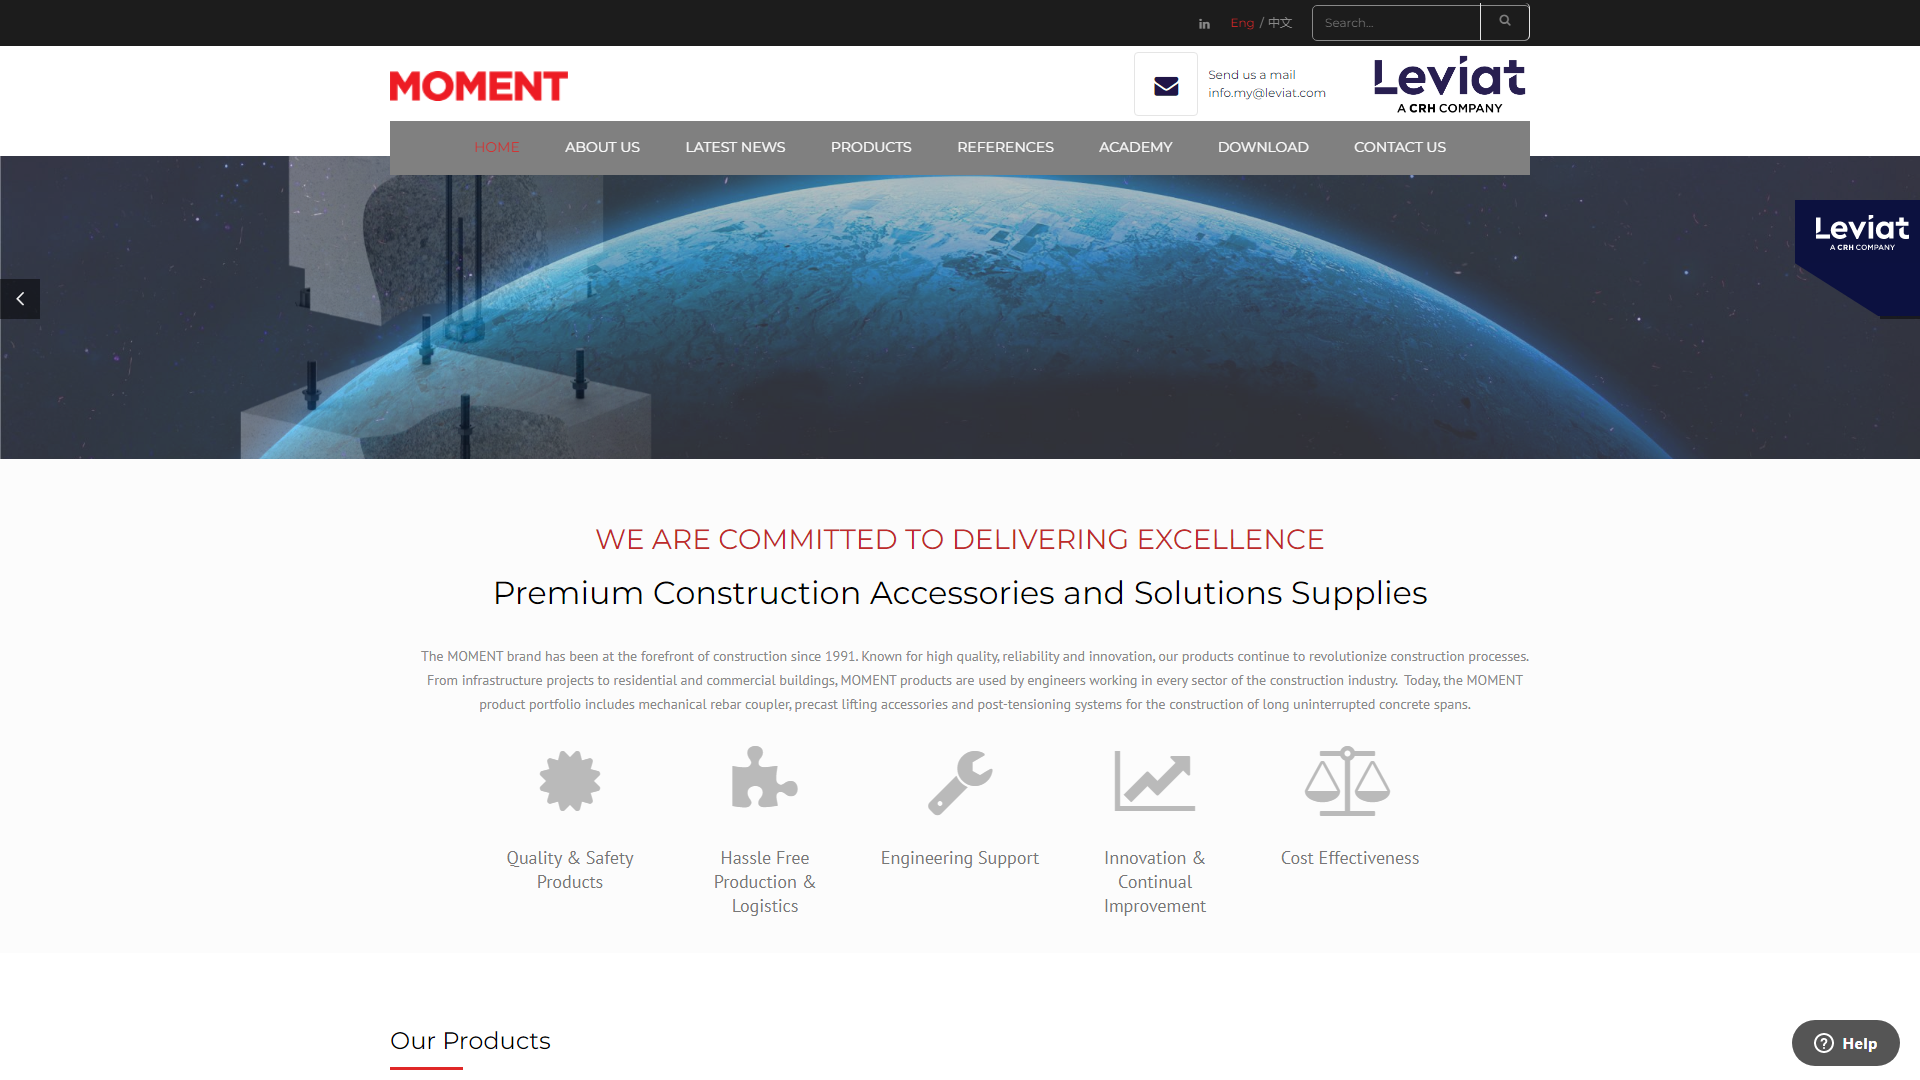 Eng / 中文
Search...
MOMENT
Send us a mail
info.my@leviat.com
Leviat
A CRH COMPANY
HOME
ABOUT US
LATEST NEWS
PRODUCTS
REFERENCES
ACADEMY
DOWNLOAD
CONTACT US
Leviat
A CRH COMPANY
WE ARE COMMITTED TO DELIVERING EXCELLENCE
Premium Construction Accessories and Solutions Supplies
The MOMENT brand has been at the forefront of construction since 1991. Known for high quality, reliability and innovation, our products continue to revolutionize construction processes.
From infrastructure projects to residential and commercial buildings, MOMENT products are used by engineers working in every sector of the construction industry. Today, the MOMENT
product portfolio includes mechanical rebar coupler, precast lifting accessories and post-tensioning systems for the construction of long uninterrupted concrete spans.
Quality & Safety
Products
Hassle Free
Production &
Logistics
Engineering Support
Innovation &
Continual
Improvement
Cost Effectiveness
Our Products
Help